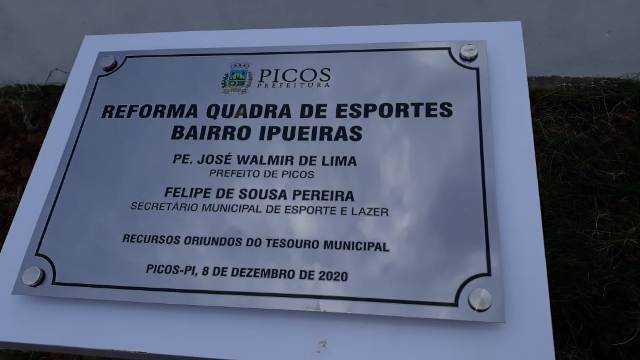 PICOS
PREFEITURA
REFORMA QUADRA DE ESPORTES
BAIRRO IPUEIRAS
PE. JOSÉ WALMIR DE LIMA
PREFEITO DE PICOS
FELIPE DE SOUSA PEREIRA
SECRETÁRIO MUNICIPAL DE ESPORTE E LAZER
RECURSOS ORIUNDOS DO TESOURO MUNICIPAL
PICOS-PI, 8 DE DEZEMBRO DE 2020